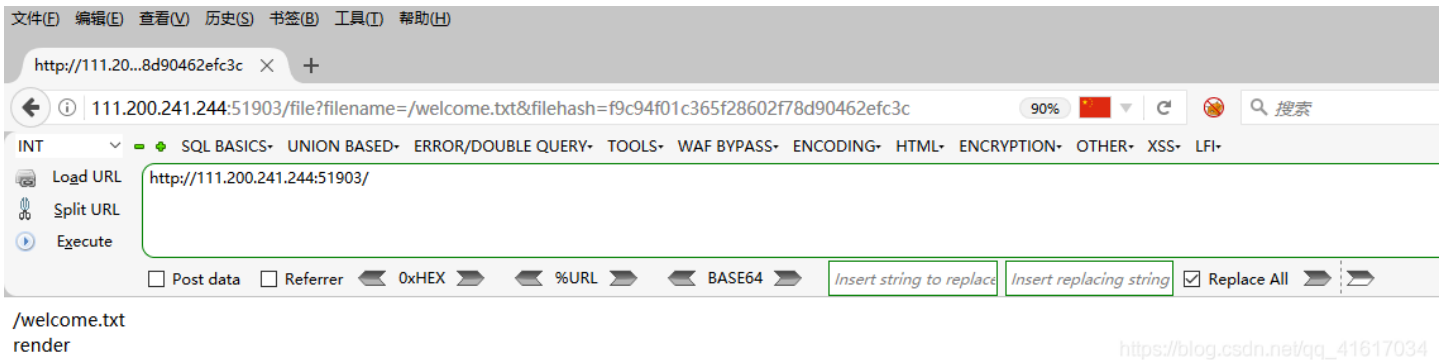 文件(F) 编辑(E) 查看(V) 历史(S) 书签(B) 工具(T) 帮助(H)
http://111.20...8d90462efc3c
111.200.241.244:51903/file?filename=/welcome.txt&filehash=f9c94f01c365f28602f78d90462efc3c 90% 搜索
INT SQL BASICS UNION BASED ERROR/DOUBLE QUERY TOOLS WAF BYPASS ENCODING HTML ENCRYPTION OTHER XSS LFI
Load URL http://111.200.241.244:51903/
Split URL
Execute
Post data Referrer 0xHEX %URL BASE64 Insert string to replace Insert replacing string Replace All
/welcome.txt
render
https://blog.csdn.net/qq_41617034